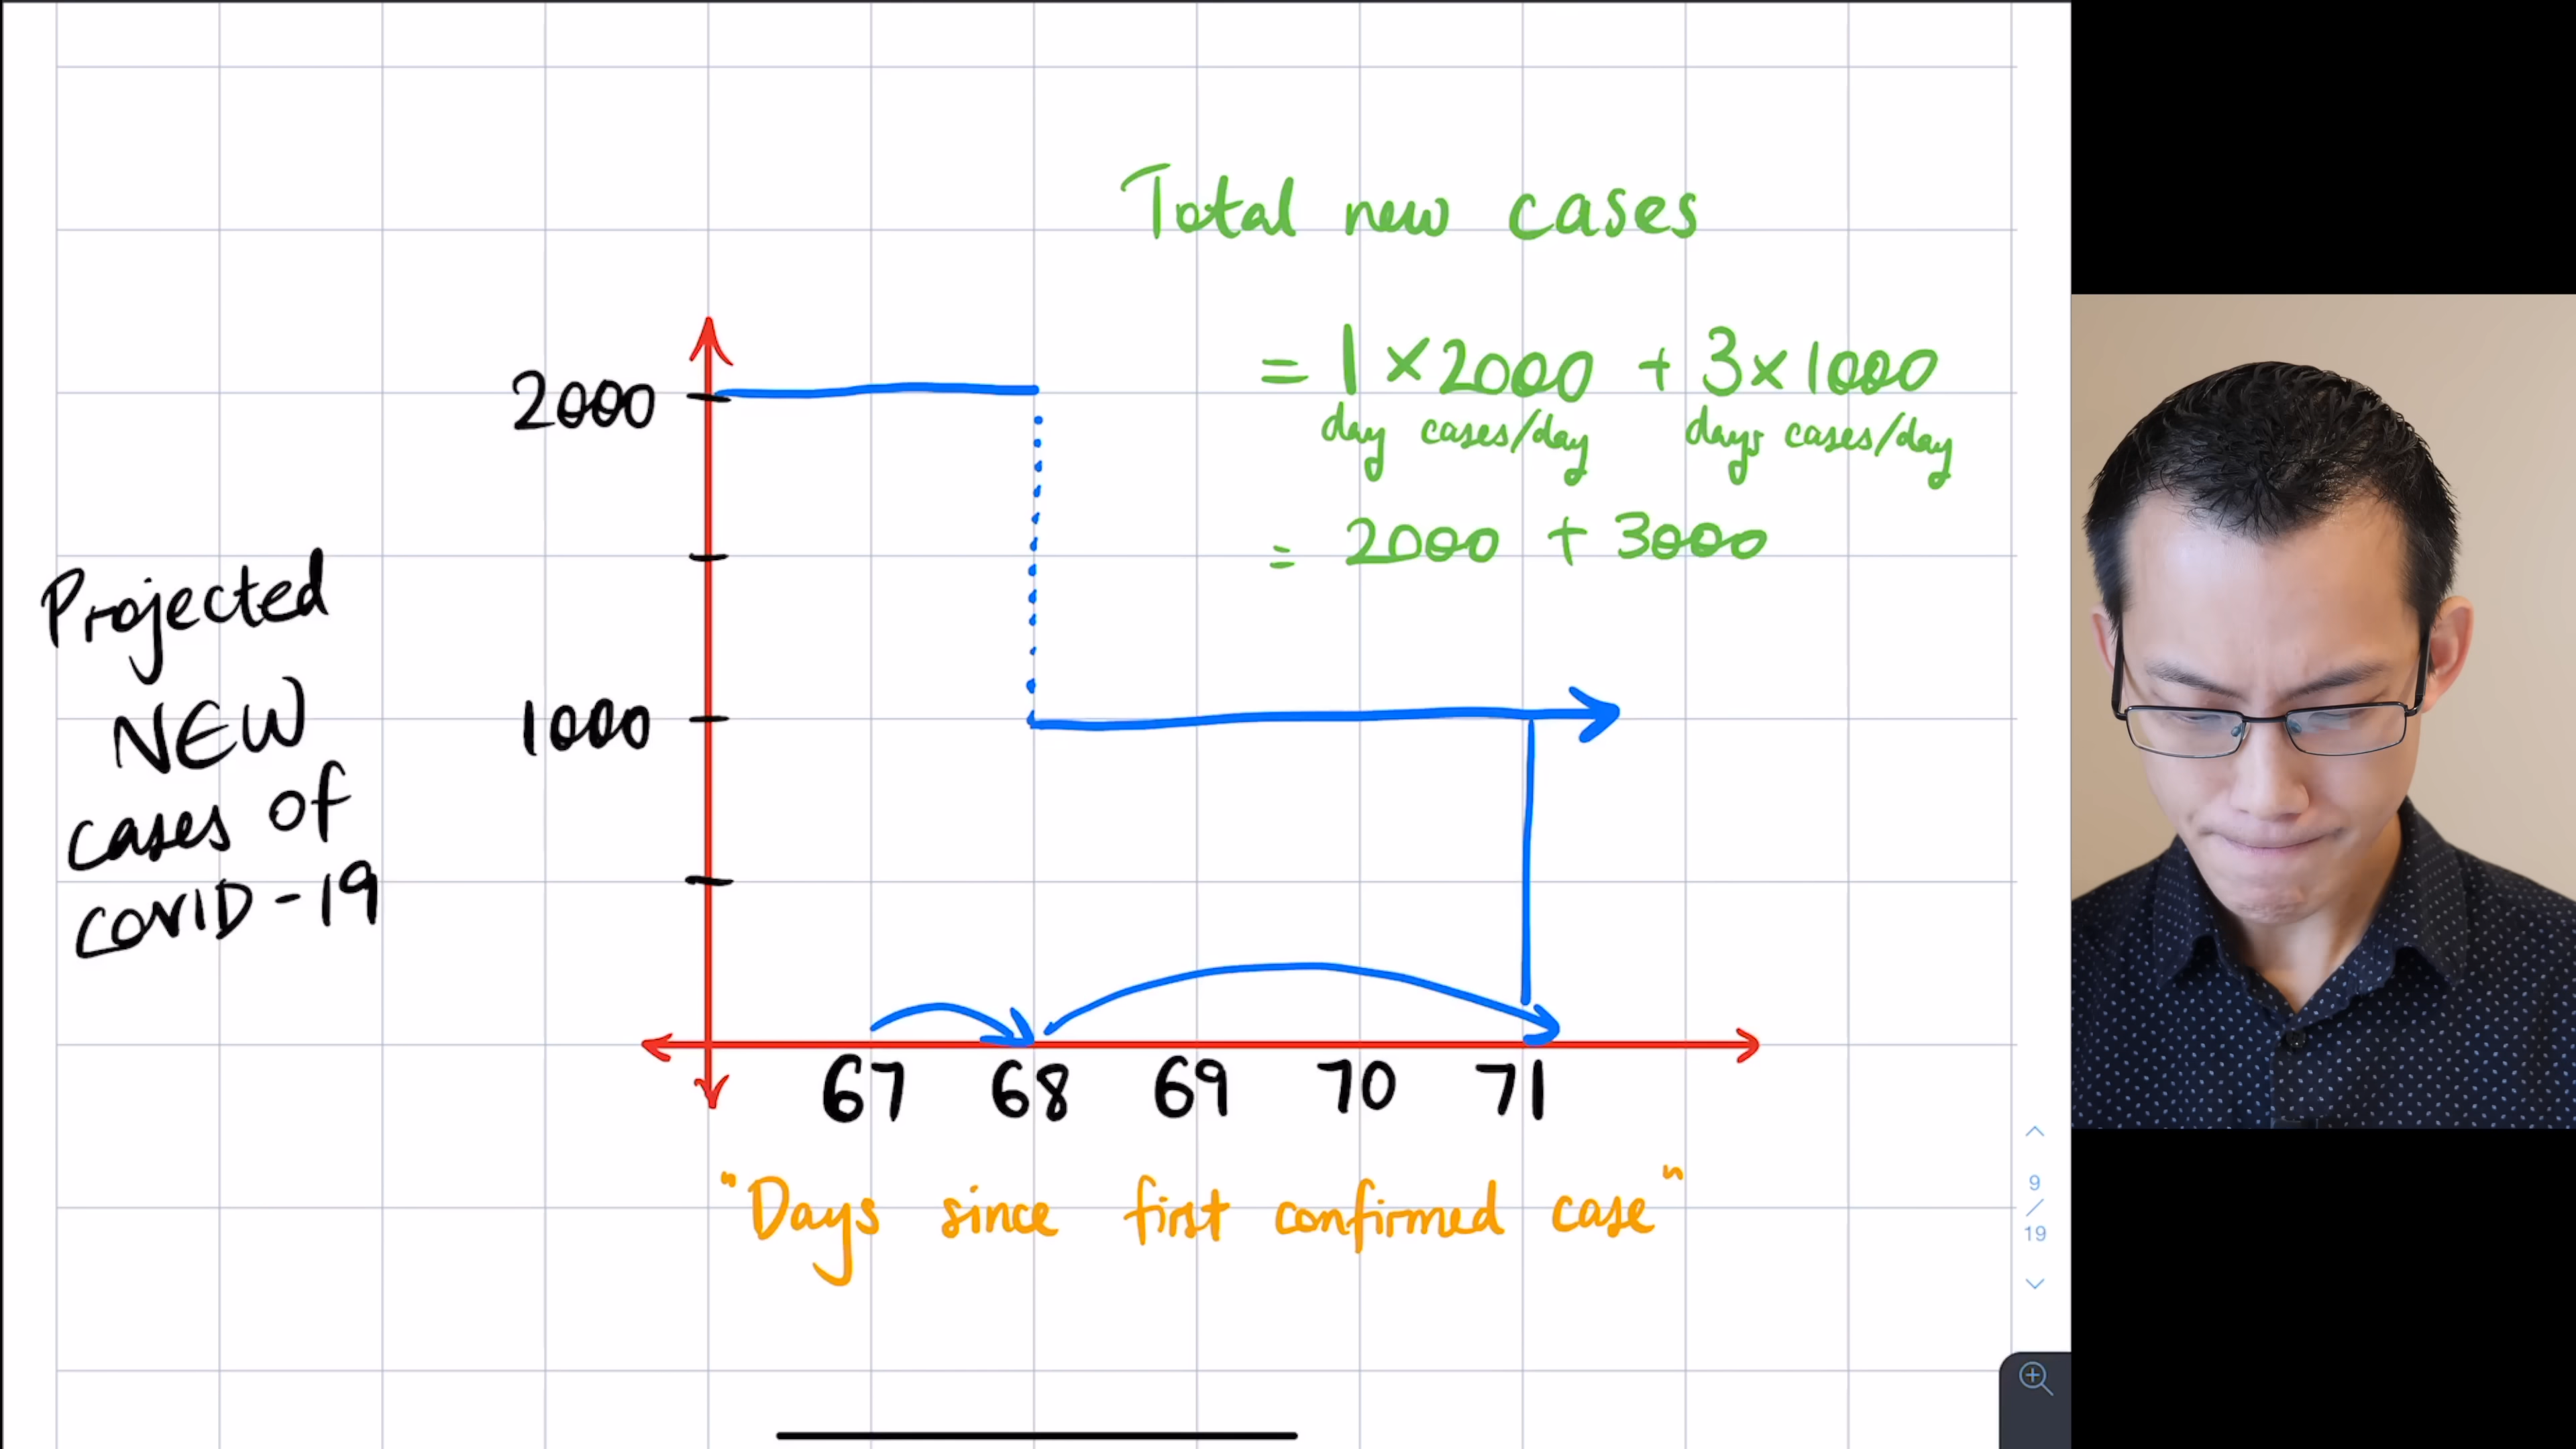 Total new cases
= 1 × 2000 + 3 × 1000
day cases/day days cases/day
= 2000 + 3000
2000
1000
Projected
NEW
cases of
COVID-19
67 68 69 70 71
"Days since first confirmed case"
9
/
19